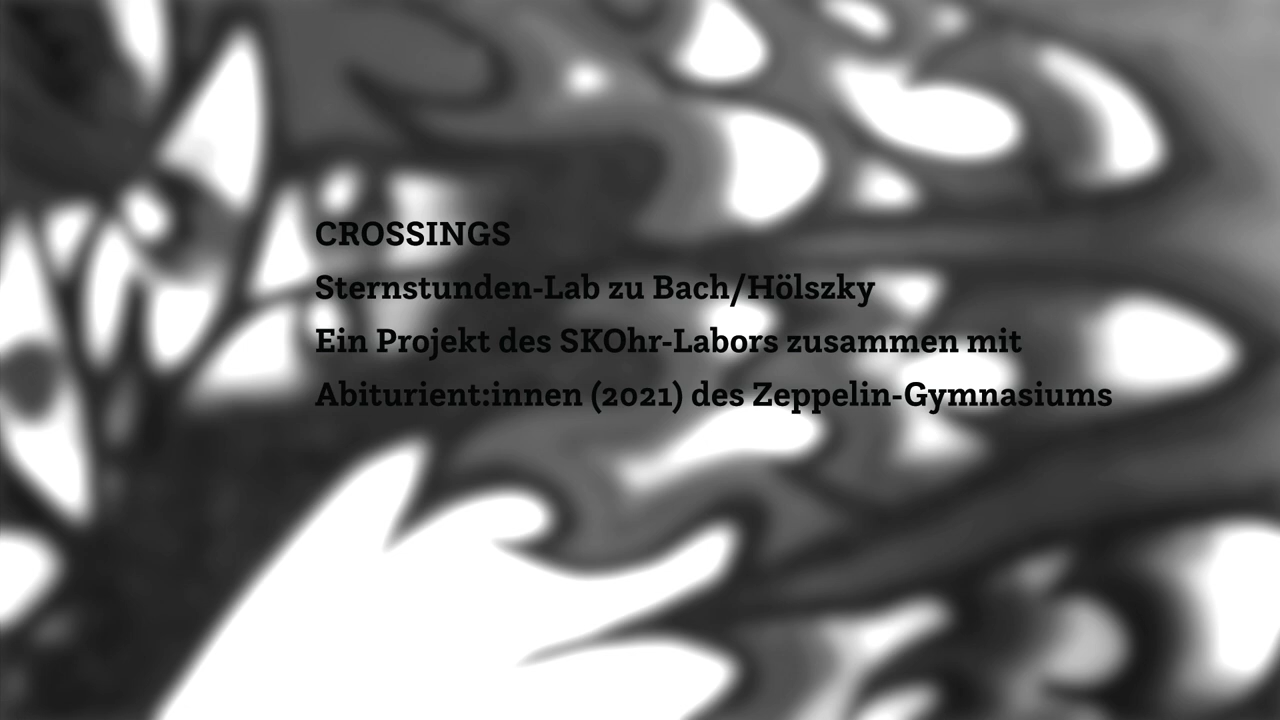 CROSSINGS
Sternstunden-Lab zu Bach/Hölszky
Ein Projekt des SKOhr-Labors zusammen mit
Abiturient:innen (2021) des Zeppelin-Gymnasiums